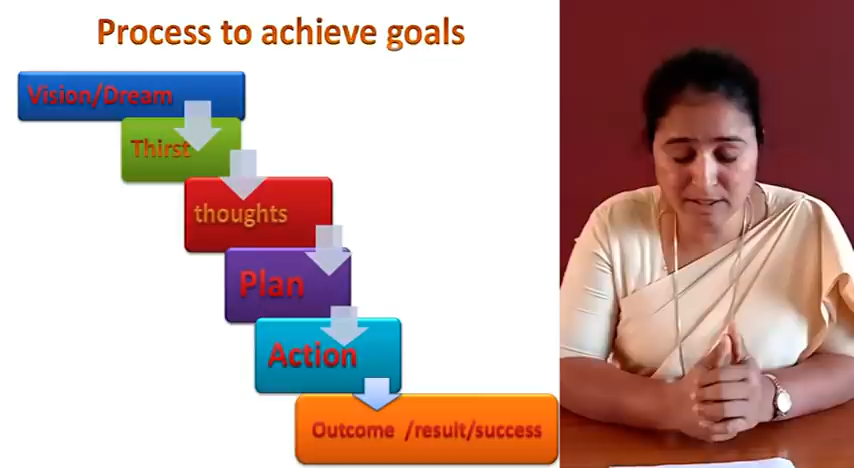 Process to achieve goals
Vision/Dream
Thirst
thoughts
Plan
Action
Outcome /result/success